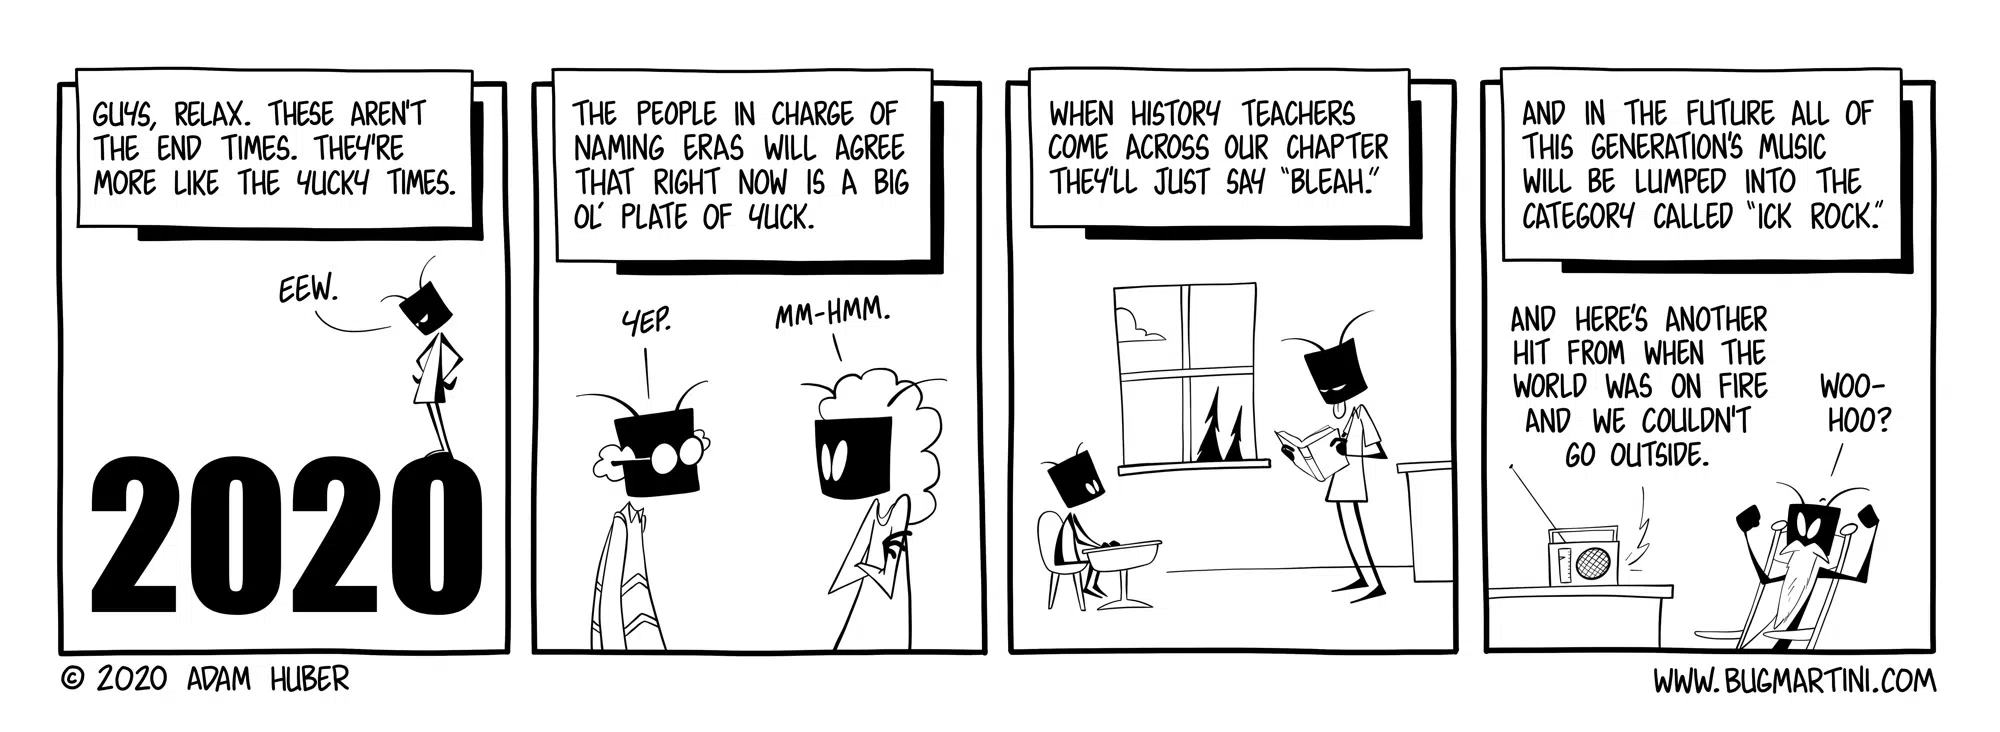 GUYS, RELAX. THESE AREN'T
THE END TIMES. THEY'RE
MORE LIKE THE YUCKY TIMES.
EEW.
2020
THE PEOPLE IN CHARGE OF
NAMING ERAS WILL AGREE
THAT RIGHT NOW IS A BIG
OL' PLATE OF YUCK.
YEP.
MM-HMM.
WHEN HISTORY TEACHERS
COME ACROSS OUR CHAPTER
THEY'LL JUST SAY "BLEAH."
AND IN THE FUTURE ALL OF
THIS GENERATION'S MUSIC
WILL BE LUMPED INTO THE
CATEGORY CALLED "ICK ROCK."
AND HERE'S ANOTHER
HIT FROM WHEN THE
WORLD WAS ON FIRE
AND WE COULDN'T
GO OUTSIDE.
WOO-
HOO?
© 2020 ADAM HUBER
WWW.BUGMARTINI.COM